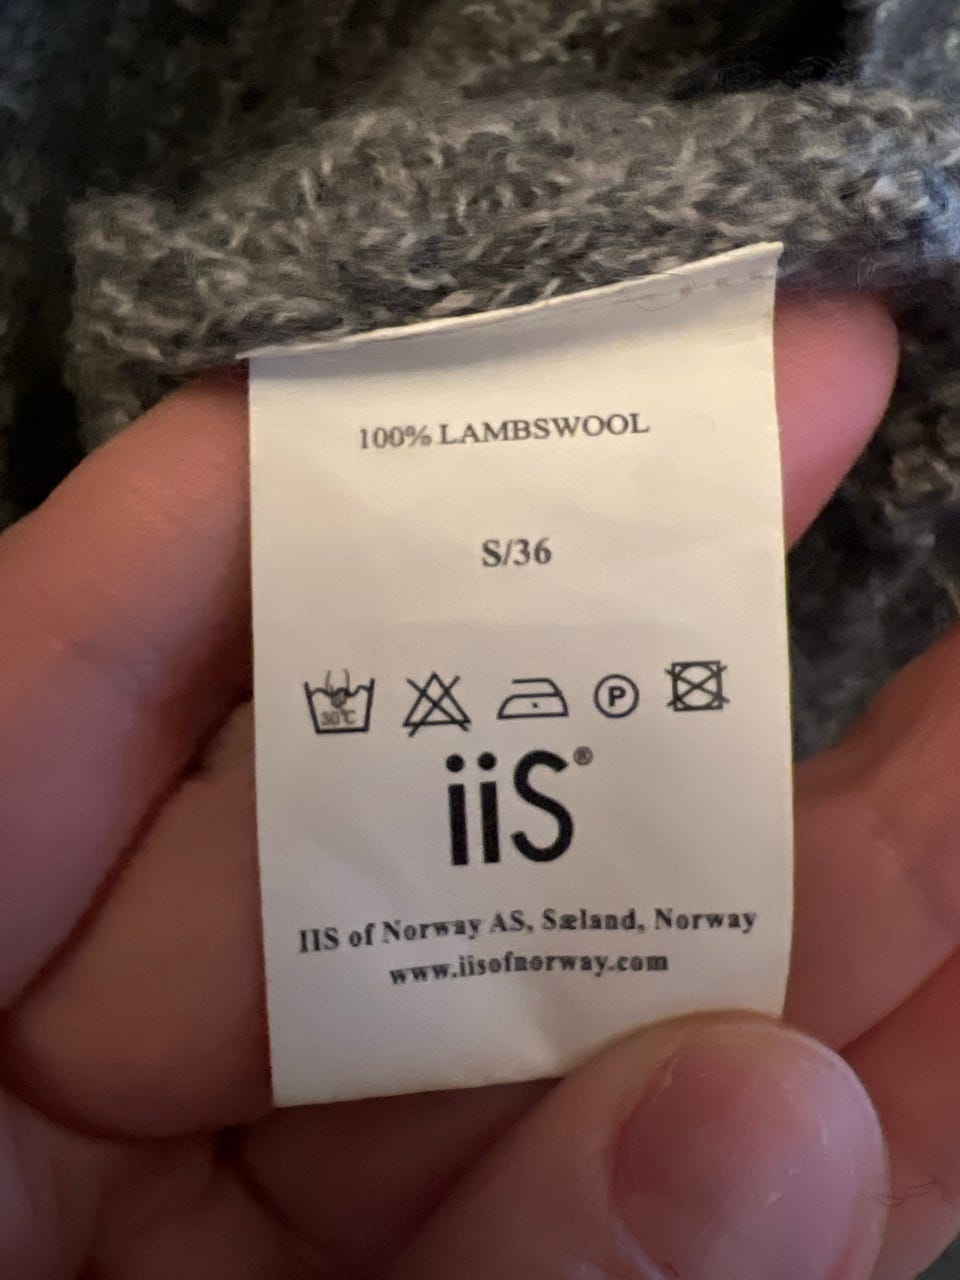 100% LAMBSWOOL
S/36
30°C
P
iiS®
IIS of Norway AS, Sæland, Norway
www.iisofnorway.com